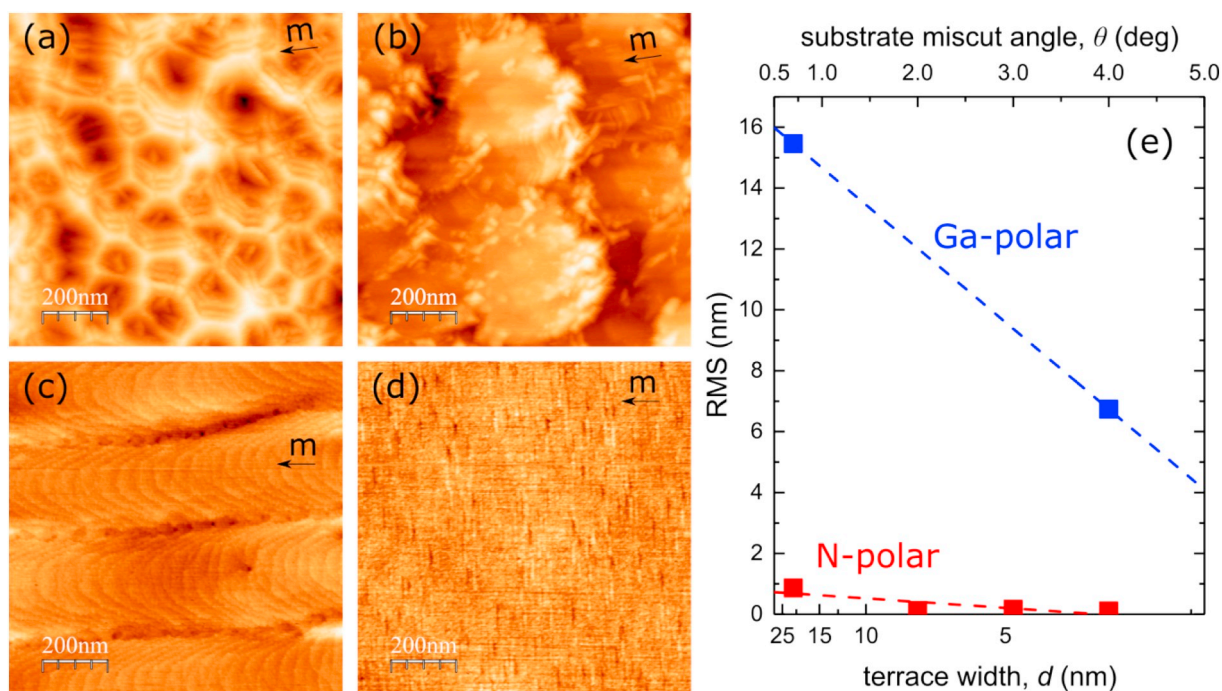 (a)
m
200nm
(b)
m
200nm
(c)
m
200nm
(d)
m
200nm
substrate miscut angle, θ (deg)
0.5 1.0 2.0 3.0 4.0 5.0
(e)
RMS (nm)
16
14
12
10
8
6
4
2
0
Ga-polar
N-polar
25 15 10 5
terrace width, d (nm)